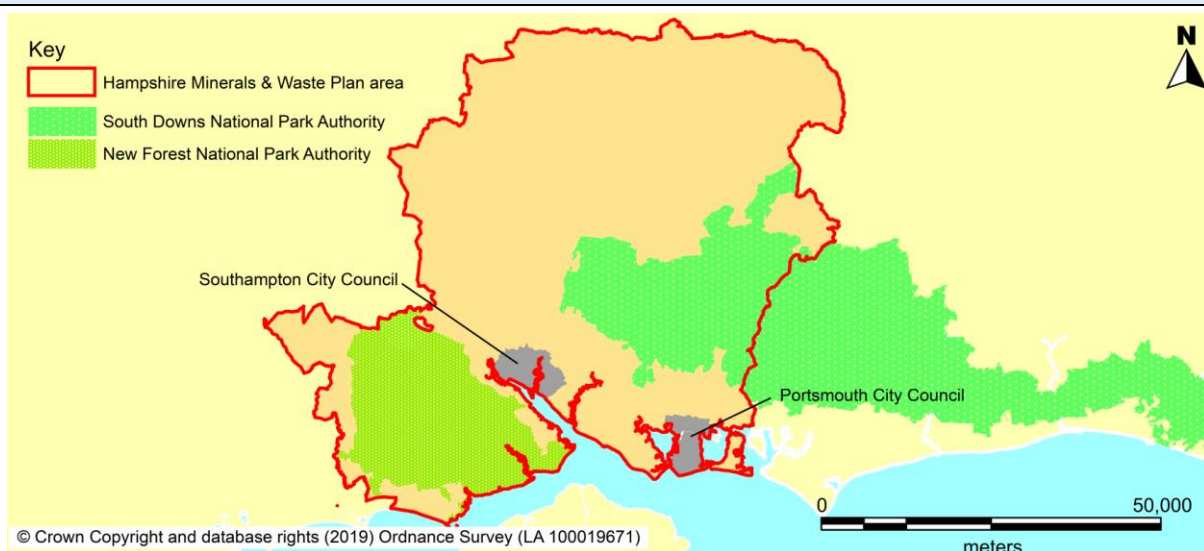 Key
Hampshire Minerals & Waste Plan area
South Downs National Park Authority
New Forest National Park Authority
N
Southampton City Council
Portsmouth City Council
0 50,000
meters
© Crown Copyright and database rights (2019) Ordnance Survey (LA 100019671)